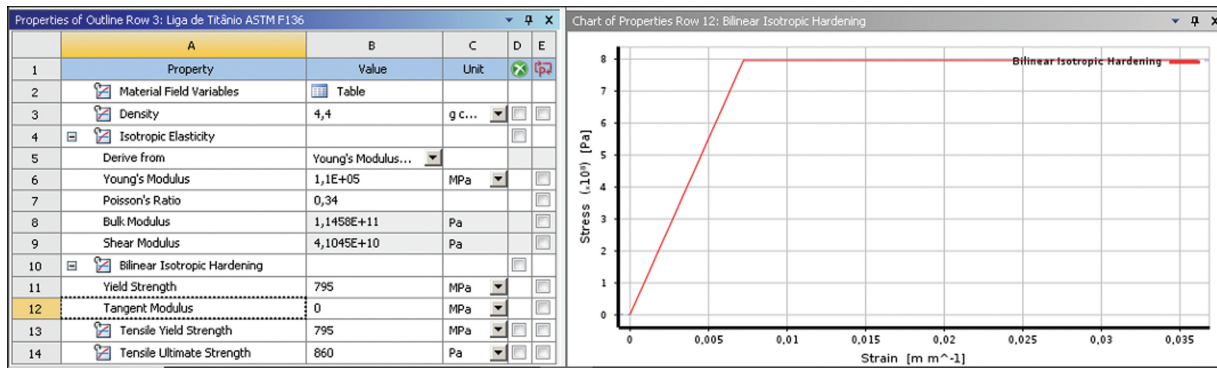 Properties of Outline Row 3: Liga de Titânio ASTM F136
A B C D E
1 Property Value Unit
2 Material Field Variables Table
3 Density 4,4 g c...
4 Isotropic Elasticity
5 Derive from Young's Modulus...
6 Young's Modulus 1,1E+05 MPa
7 Poisson's Ratio 0,34
8 Bulk Modulus 1,1458E+11 Pa
9 Shear Modulus 4,1045E+10 Pa
10 Bilinear Isotropic Hardening
11 Yield Strength 795 MPa
12 Tangent Modulus 0 MPa
13 Tensile Yield Strength 795 MPa
14 Tensile Ultimate Strength 860 Pa
Chart of Properties Row 12: Bilinear Isotropic Hardening
Bilinear Isotropic Hardening
8
7
6
5
4
3
2
1
0
Stress (.10⁸) [Pa]
0 0,005 0,01 0,015 0,02 0,025 0,03 0,035
Strain [m m^-1]